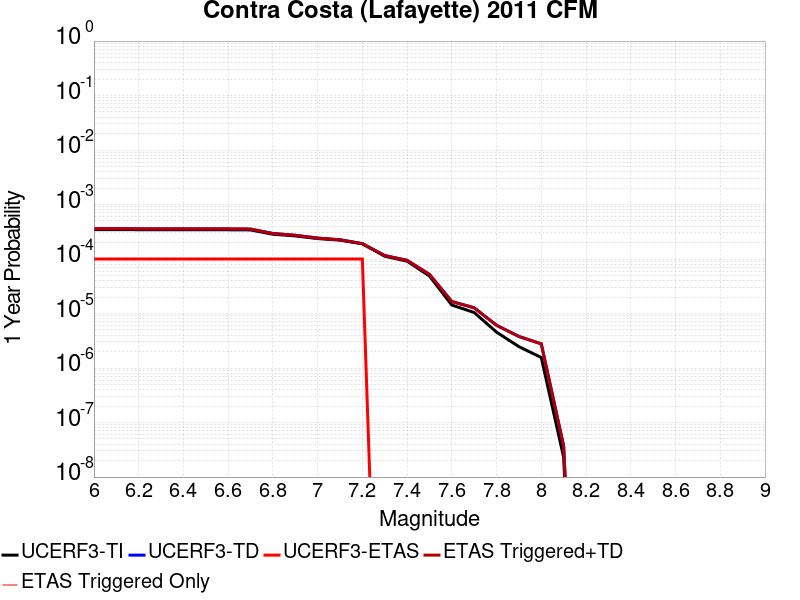 Contra Costa (Lafayette) 2011 CFM
10^0
10^-1
10^-2
10^-3
10^-4
10^-5
10^-6
10^-7
10^-8
1 Year Probability
6 6.2 6.4 6.6 6.8 7 7.2 7.4 7.6 7.8 8 8.2 8.4 8.6 8.8 9
Magnitude
UCERF3-TI UCERF3-TD UCERF3-ETAS ETAS Triggered+TD
ETAS Triggered Only